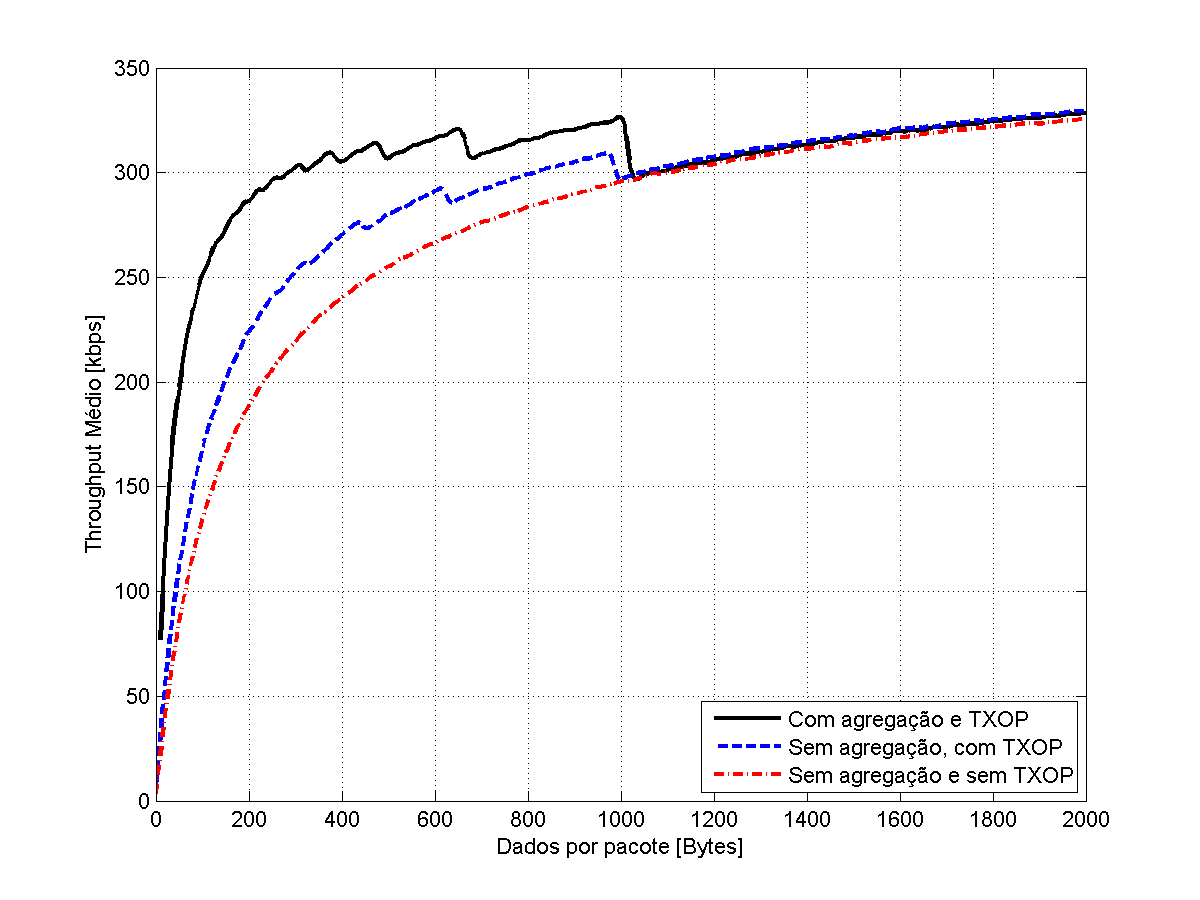 350
300
250
200
150
100
50
0
Throughput Médio [kbps]
Com agregação e TXOP
Sem agregação, com TXOP
Sem agregação e sem TXOP
0 200 400 600 800 1000 1200 1400 1600 1800 2000
Dados por pacote [Bytes]